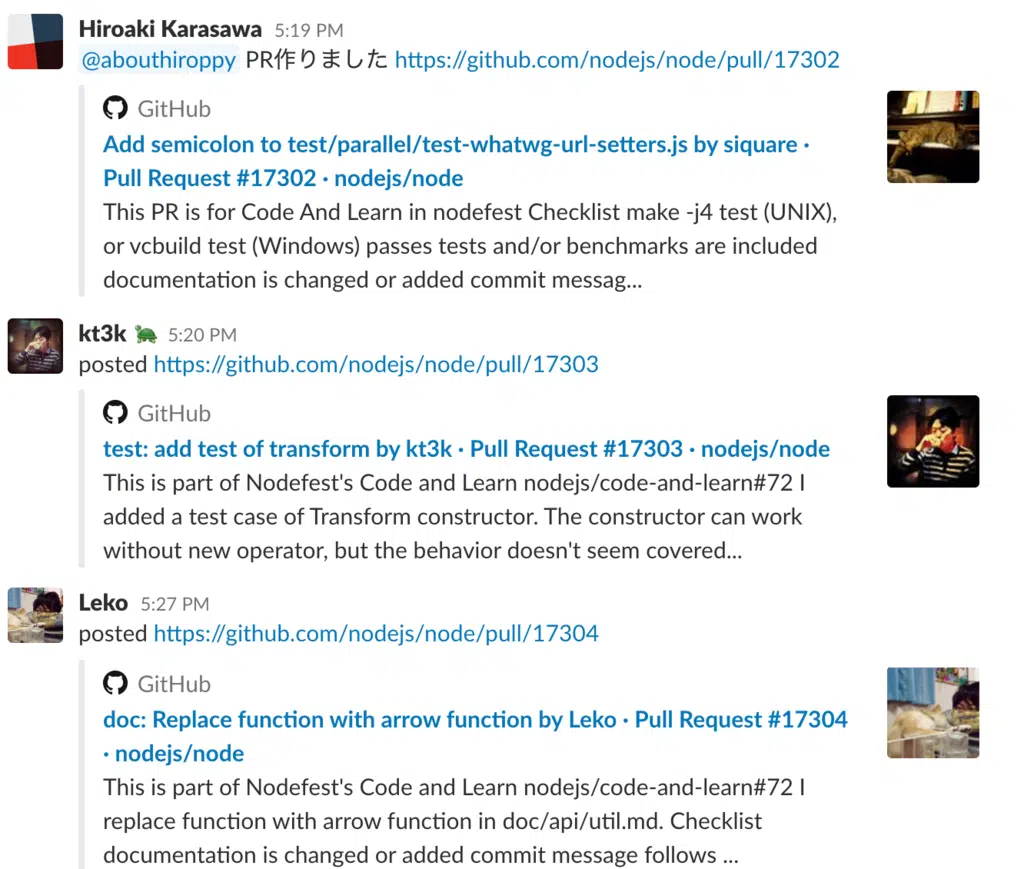 Hiroaki Karasawa 5:19 PM
@abouthiroppy PR作りました https://github.com/nodejs/node/pull/17302
GitHub
Add semicolon to test/parallel/test-whatwg-url-setters.js by siquare ·
Pull Request #17302 · nodejs/node
This PR is for Code And Learn in nodefest Checklist make -j4 test (UNIX),
or vcbuild test (Windows) passes tests and/or benchmarks are included
documentation is changed or added commit messag...
kt3k 🐢 5:20 PM
posted https://github.com/nodejs/node/pull/17303
GitHub
test: add test of transform by kt3k · Pull Request #17303 · nodejs/node
This is part of Nodefest's Code and Learn nodejs/code-and-learn#72 I
added a test case of Transform constructor. The constructor can work
without new operator, but the behavior doesn't seem covered...
Leko 5:27 PM
posted https://github.com/nodejs/node/pull/17304
GitHub
doc: Replace function with arrow function by Leko · Pull Request #17304
· nodejs/node
This is part of Nodefest's Code and Learn nodejs/code-and-learn#72 I
replace function with arrow function in doc/api/util.md. Checklist
documentation is changed or added commit message follows ...